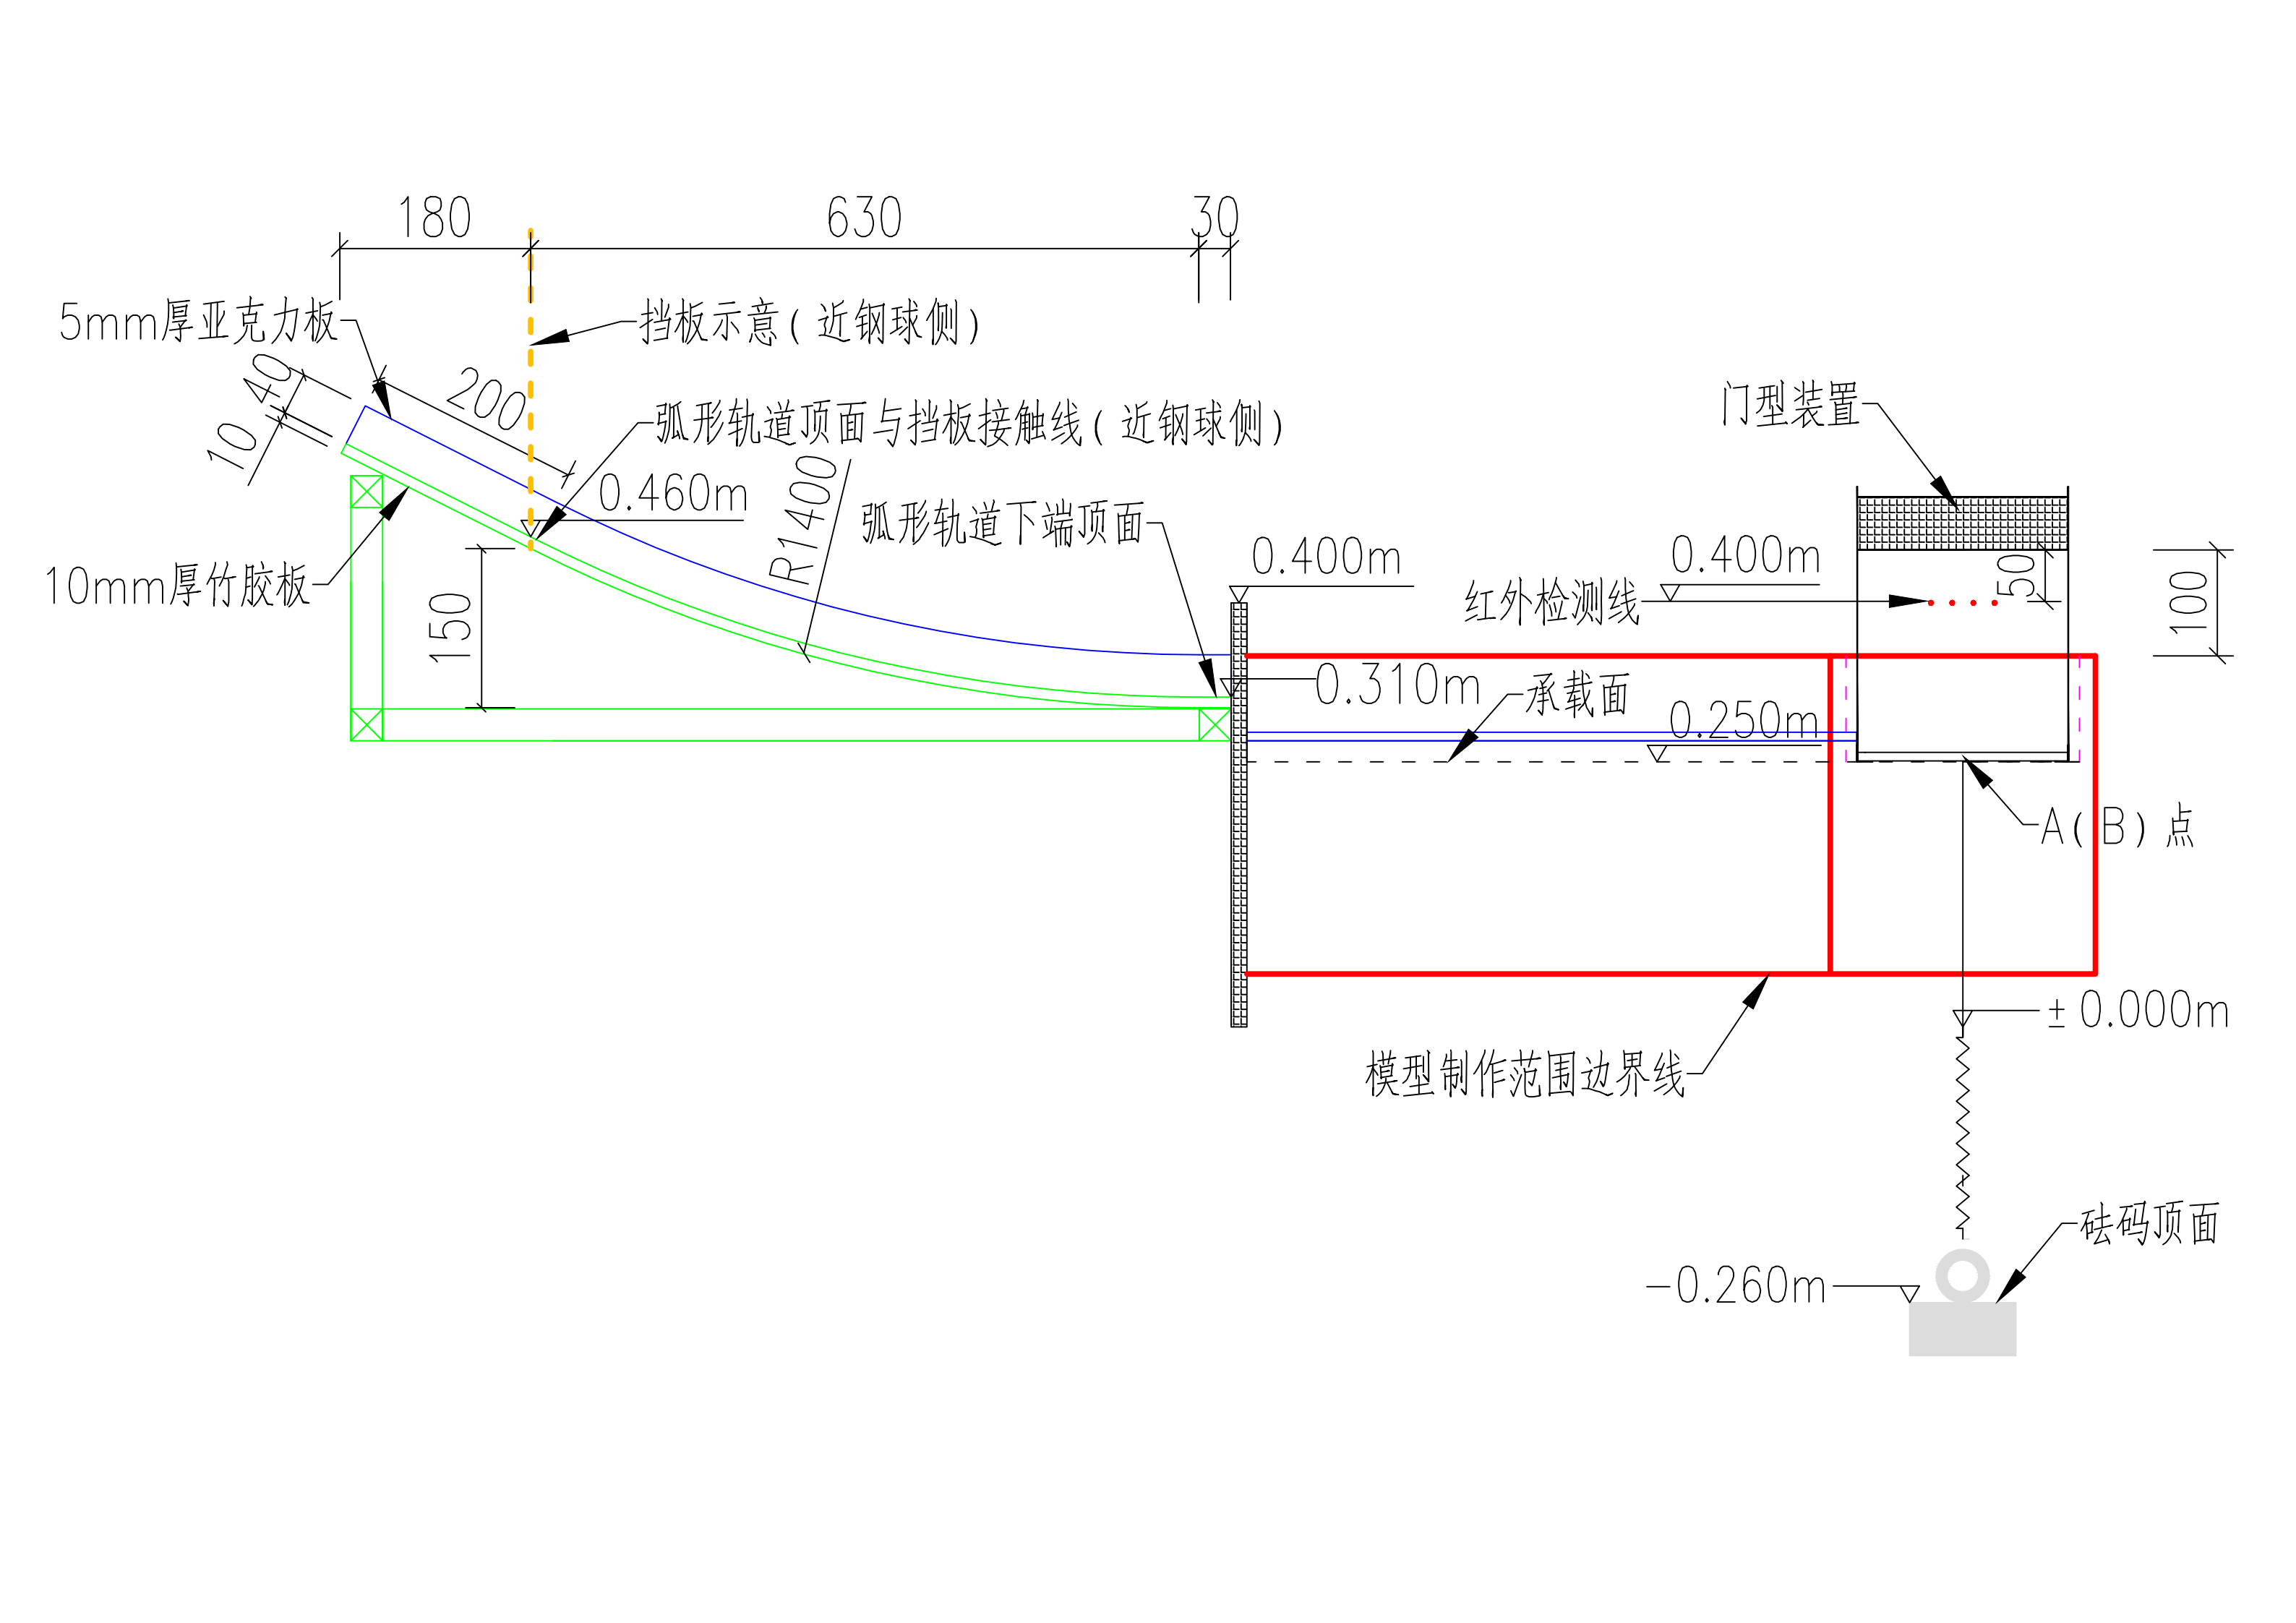 180
630
30
5mm厚亚克力板
挡板示意(近钢球侧)
40
10
200
弧形轨道顶面与挡板接触线(近钢球侧)
门型装置
0.460m
R1400
弧形轨道下端顶面
0.400m
0.400m
50
10mm厚竹胶板
红外检测线
100
150
0.310m
承载面
0.250m
A(B)点
±0.000m
模型制作范围边界线
砝码顶面
-0.260m